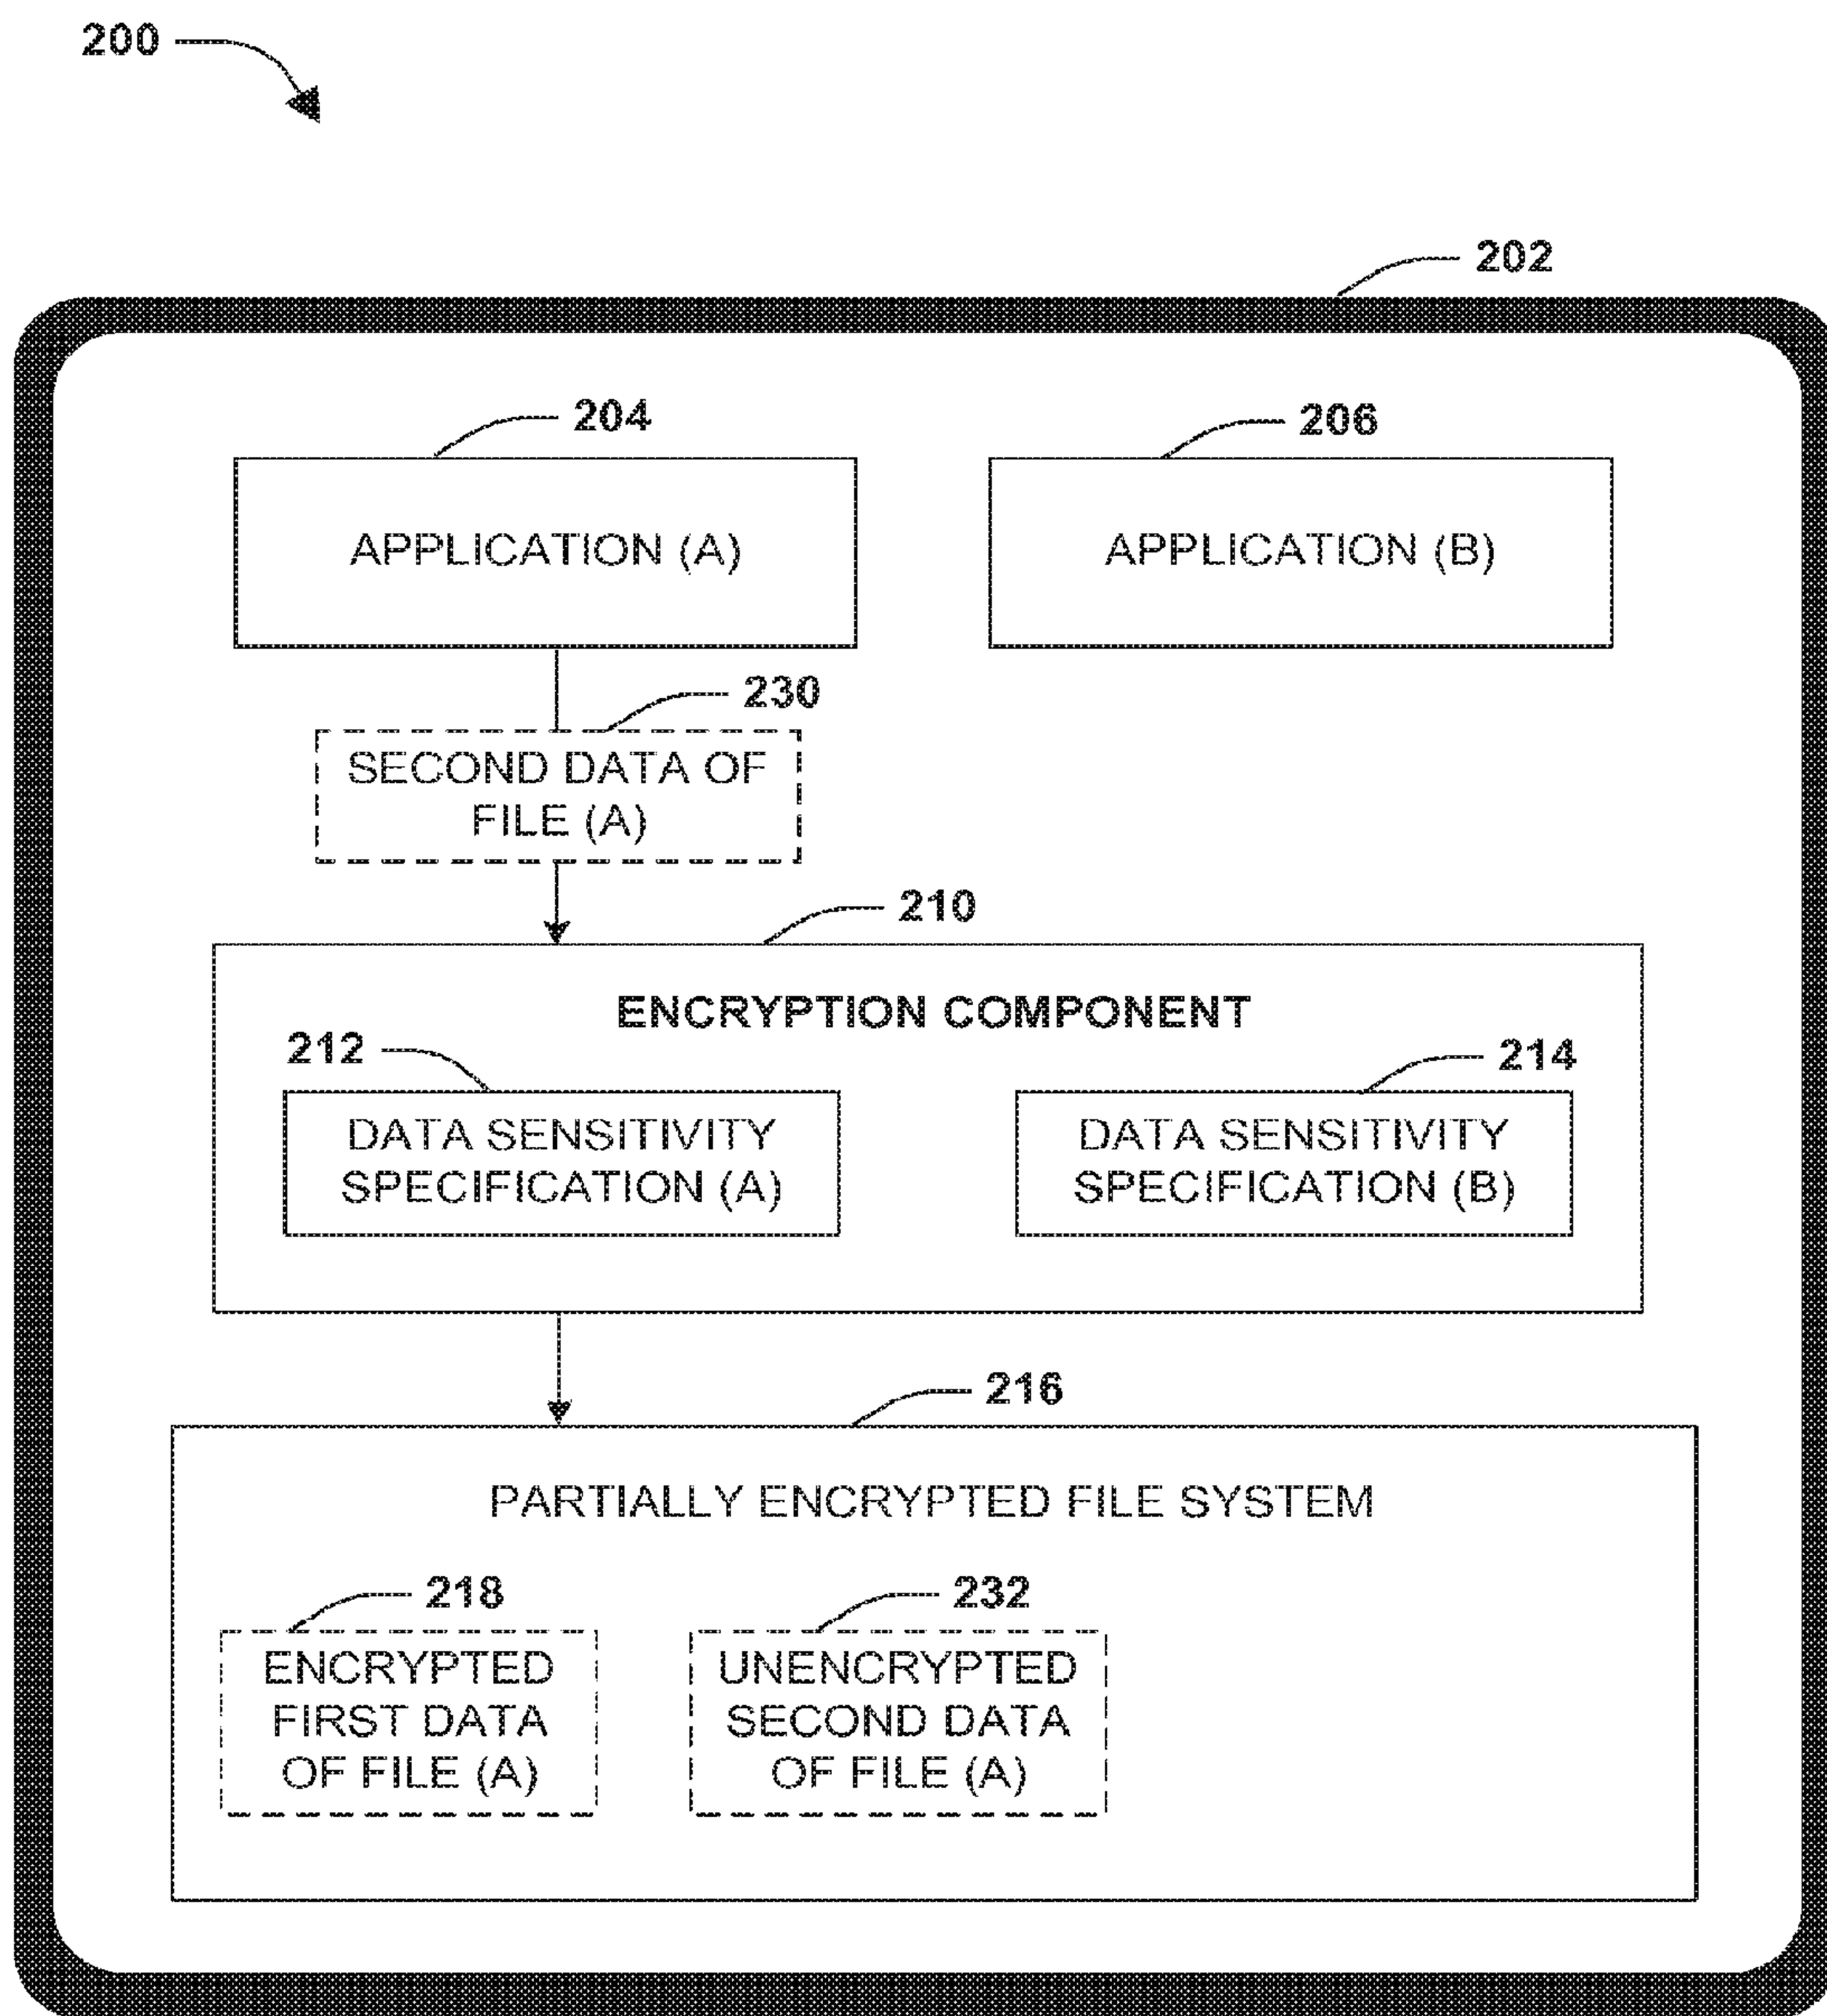 200
202
204
206
APPLICATION (A)
APPLICATION (B)
230
SECOND DATA OF
FILE (A)
210
ENCRYPTION COMPONENT
212
214
DATA SENSITIVITY
SPECIFICATION (A)
DATA SENSITIVITY
SPECIFICATION (B)
216
PARTIALLY ENCRYPTED FILE SYSTEM
218
232
ENCRYPTED
FIRST DATA
OF FILE (A)
UNENCRYPTED
SECOND DATA
OF FILE (A)